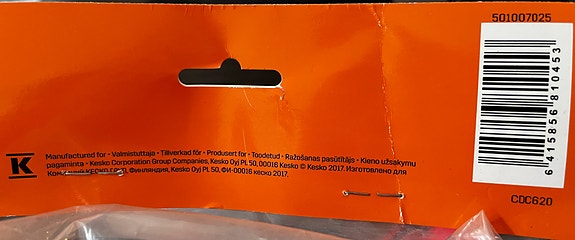 501007025
6 415856 810453
CDC620
K
Manufactured for • Valmistuttaja • Tillverkad för • Produsert for • Toodetud • Ražošanas pasūtītājs • Kieno užsakymu
pagaminta • Kesko Corporation Group Companies, Kesko Oyj PL 50, 00016 Kesko © Kesko 2017. Изготовлено для
КЕСКО Финляндия, Kesko Oyj PL 50, ФИ-00016 кеско 2017.